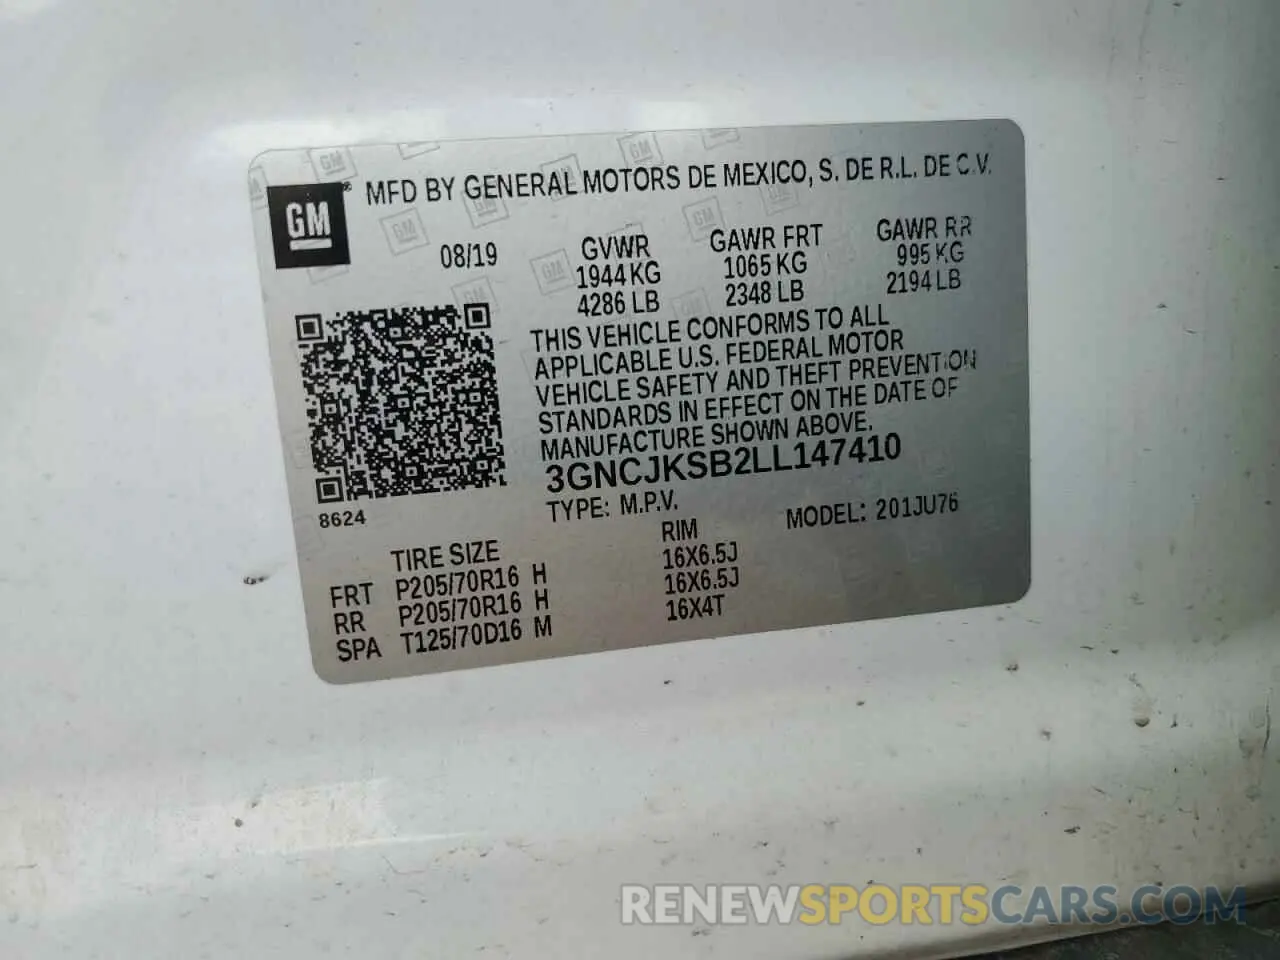 GM® MFD BY GENERAL MOTORS DE MEXICO, S. DE R.L. DE C.V.
08/19 GVWR GAWR FRT GAWR RR
1944 KG 1065 KG 995 KG
4286 LB 2348 LB 2194 LB
THIS VEHICLE CONFORMS TO ALL
APPLICABLE U.S. FEDERAL MOTOR
VEHICLE SAFETY AND THEFT PREVENTION
STANDARDS IN EFFECT ON THE DATE OF
MANUFACTURE SHOWN ABOVE.
3GNCJKSB2LL147410
8624 TYPE: M.P.V. MODEL: 201JU76
TIRE SIZE RIM
FRT P205/70R16 H 16X6.5J
RR P205/70R16 H 16X6.5J
SPA T125/70D16 M 16X4T
RENEWSPORTSCARS.COM